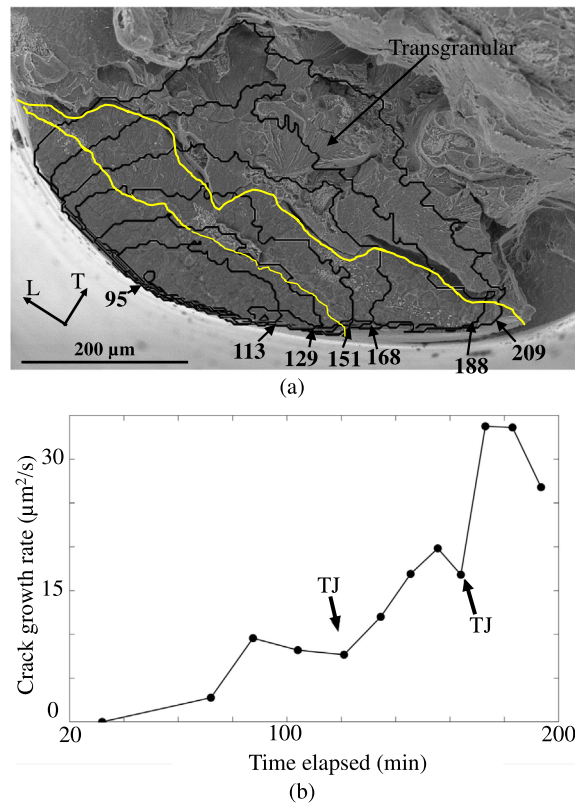 Transgranular
L
T
95
200 µm
113
129
151
168
188
209
(a)
30
15
0
Crack growth rate (µm²/s)
TJ
TJ
20
100
200
Time elapsed (min)
(b)